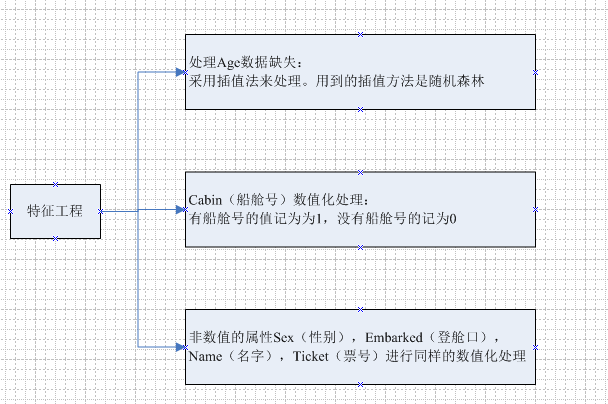 处理Age数据缺失：
采用插值法来处理。用到的插值方法是随机森林
特征工程
Cabin（船舱号）数值化处理：
有船舱号的值记为为1，没有船舱号的记为0
非数值的属性Sex（性别），Embarked（登舱口），
Name（名字），Ticket（票号）进行同样的数值化处理